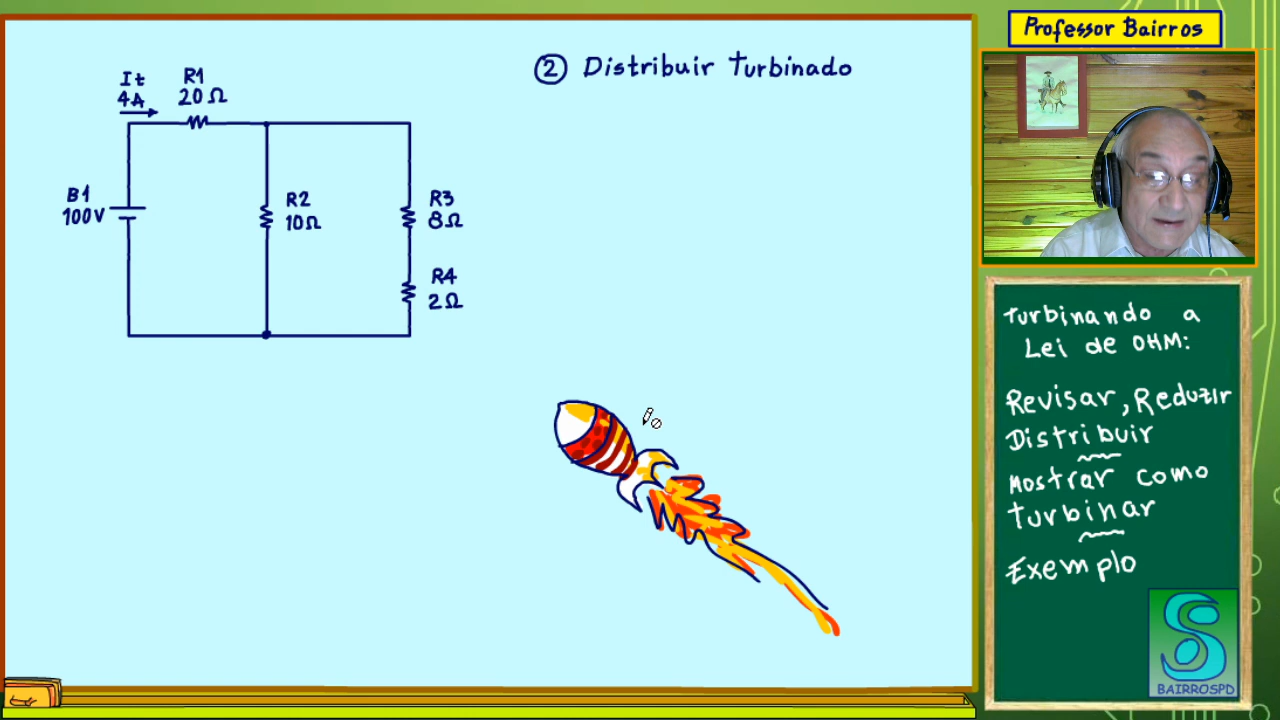 Professor Bairros
② Distribuir Turbinado
It
4A
R1
20Ω
B1
100V
R2
10Ω
R3
8Ω
R4
2Ω
Turbinando a
Lei de OHM:
Revisar, Reduzir
Distribuir
Mostrar como
Turbinar
Exemplo
BAIRROSPD